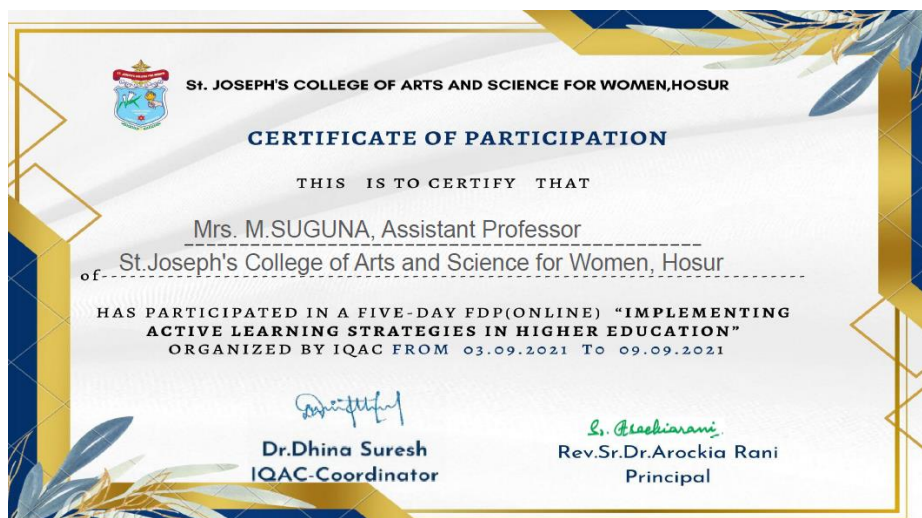 St. JOSEPH'S COLLEGE OF ARTS AND SCIENCE FOR WOMEN,HOSUR
CERTIFICATE OF PARTICIPATION
THIS IS TO CERTIFY THAT
Mrs. M.SUGUNA, Assistant Professor
of St.Joseph's College of Arts and Science for Women, Hosur
HAS PARTICIPATED IN A FIVE-DAY FDP(ONLINE) “IMPLEMENTING
ACTIVE LEARNING STRATEGIES IN HIGHER EDUCATION”
ORGANIZED BY IQAC FROM 03.09.2021 TO 09.09.2021
Dr.Dhina Suresh
IQAC-Coordinator
Rev.Sr.Dr.Arockia Rani
Principal